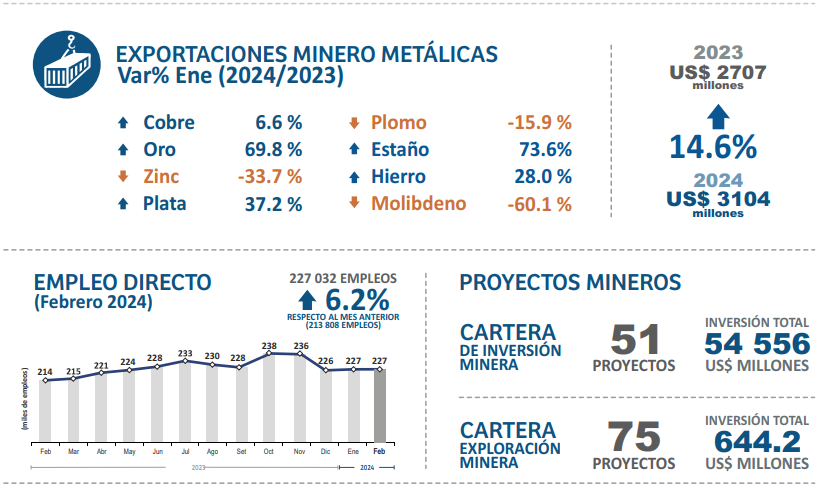 EXPORTACIONES MINERO METÁLICAS
Var% Ene (2024/2023)
Cobre 6.6 %
Oro 69.8 %
Zinc -33.7 %
Plata 37.2 %
Plomo -15.9 %
Estaño 73.6%
Hierro 28.0 %
Molibdeno -60.1 %
2023
US$ 2707
millones
14.6%
2024
US$ 3104
millones
EMPLEO DIRECTO
(Febrero 2024)
227 032 EMPLEOS
6.2%
RESPECTO AL MES ANTERIOR
(213 808 EMPLEOS)
(miles de empleos)
214 215 221 224 228 233 230 228 238 236 226 227 227
Feb Mar Abr May Jun Jul Ago Set Oct Nov Dic Ene Feb
2023 2024
PROYECTOS MINEROS
CARTERA
DE INVERSIÓN
MINERA
51
PROYECTOS
INVERSIÓN TOTAL
54 556
US$ MILLONES
CARTERA
EXPLORACIÓN
MINERA
75
PROYECTOS
INVERSIÓN TOTAL
644.2
US$ MILLONES